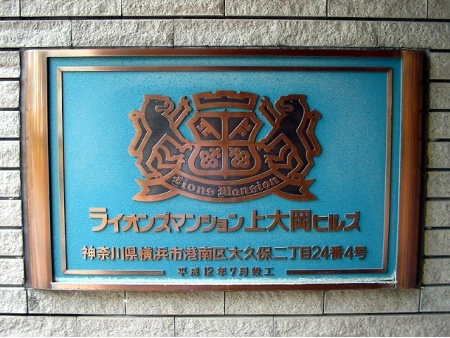 Lions Mansion
ライオンズマンション上大岡ヒルズ
神奈川県横浜市港南区大久保二丁目24番4号
平成12年7月竣工